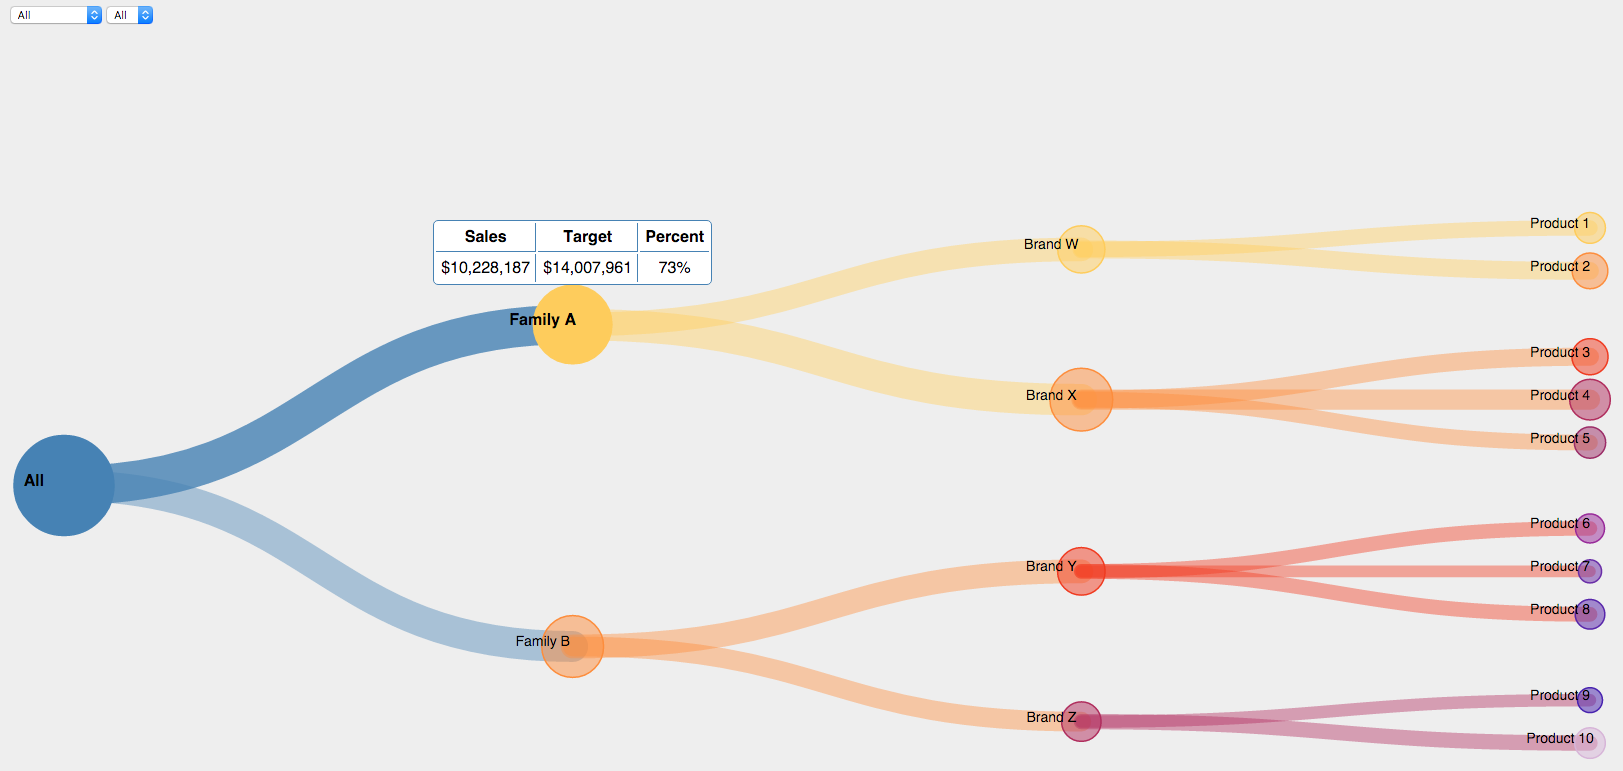 All All
Sales Target Percent
$10,228,187 $14,007,961 73%
Family A
All
Family B
Brand W
Brand X
Brand Y
Brand Z
Product 1
Product 2
Product 3
Product 4
Product 5
Product 6
Product 7
Product 8
Product 9
Product 10